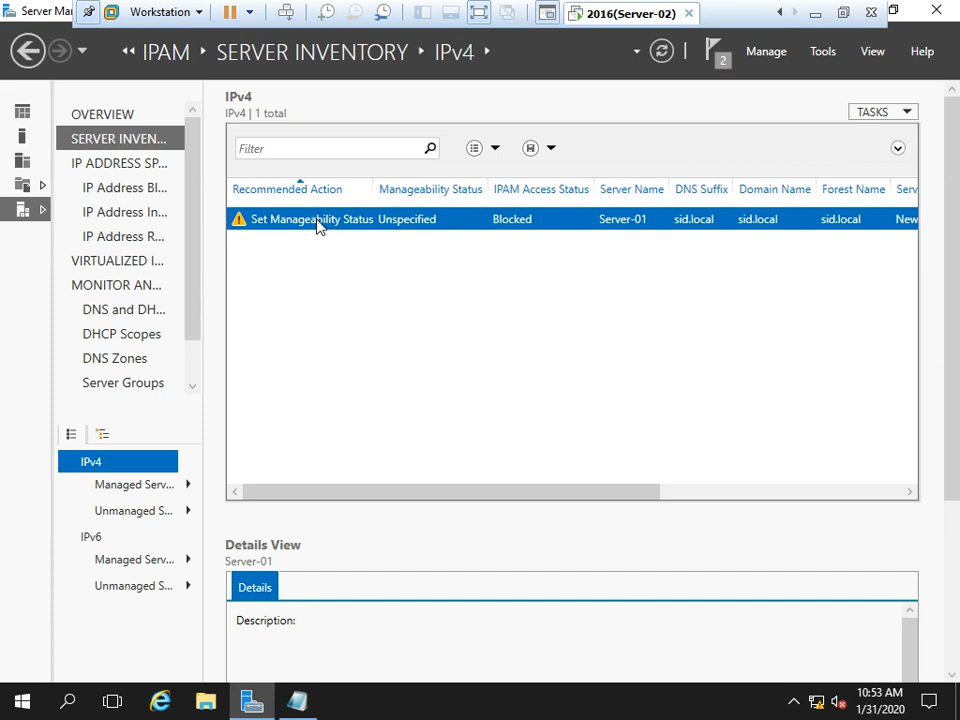 Server Mar
Workstation
2016(Server-02)
IPAM
SERVER INVENTORY
IPv4
2
Manage
Tools
View
Help
OVERVIEW
SERVER INVEN...
IP ADDRESS SP...
IP Address Bl...
IP Address In...
IP Address R...
VIRTUALIZED I...
MONITOR AN...
DNS and DH...
DHCP Scopes
DNS Zones
Server Groups
IPv4
Managed Serv...
Unmanaged S...
IPv6
Managed Serv...
Unmanaged S...
IPv4
IPv4 | 1 total
TASKS
Filter
Recommended Action Manageability Status IPAM Access Status Server Name DNS Suffix Domain Name Forest Name Serv
Set Manageability Status Unspecified Blocked Server-01 sid.local sid.local sid.local New
Details View
Server-01
Details
Description:
10:53 AM
1/31/2020